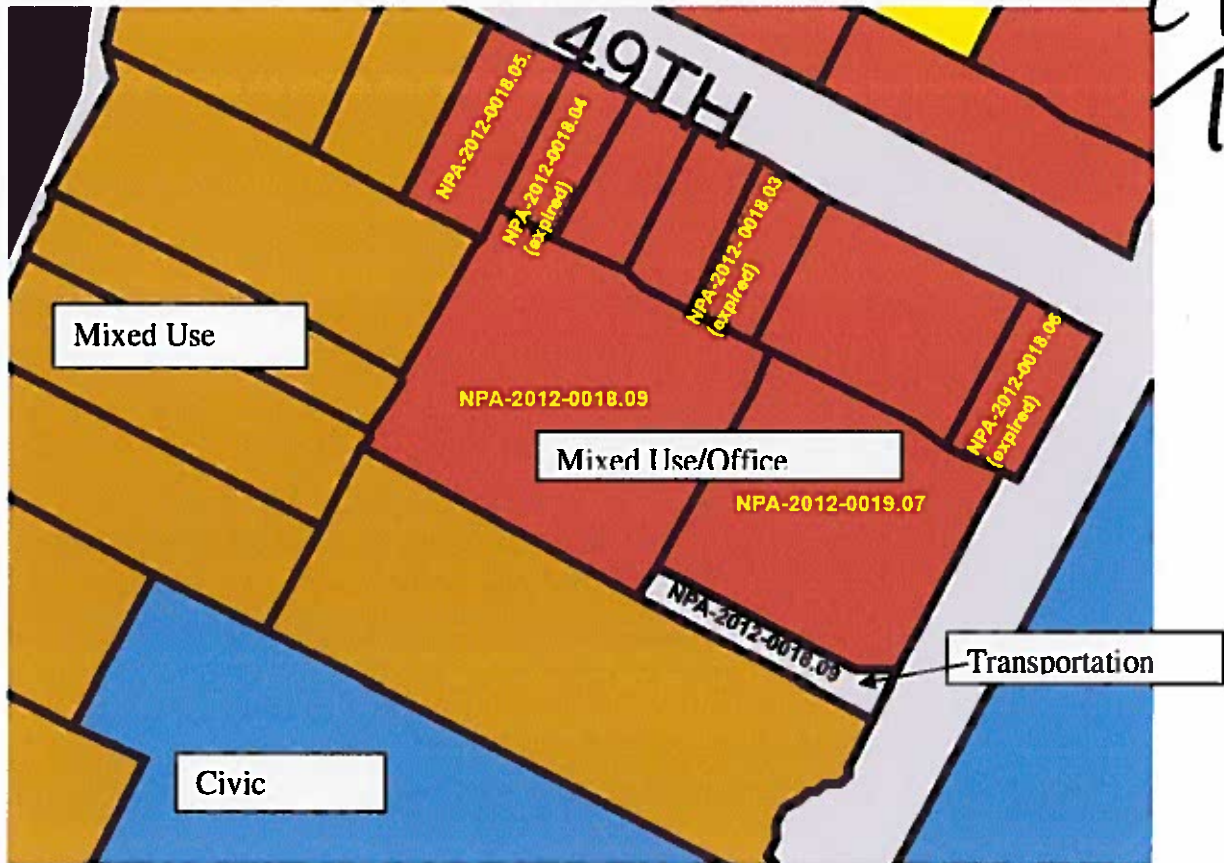 49TH
NPA-2012-0018.05.
NPA-2012-0018.04
(expired)
NPA-2012- 0018.03
(expired)
NPA-2012-0018.06
(expired)
Mixed Use
NPA-2012-0018.09
Mixed Use/Office
NPA-2012-0019.07
NPA-2012-0018.09
Transportation
Civic